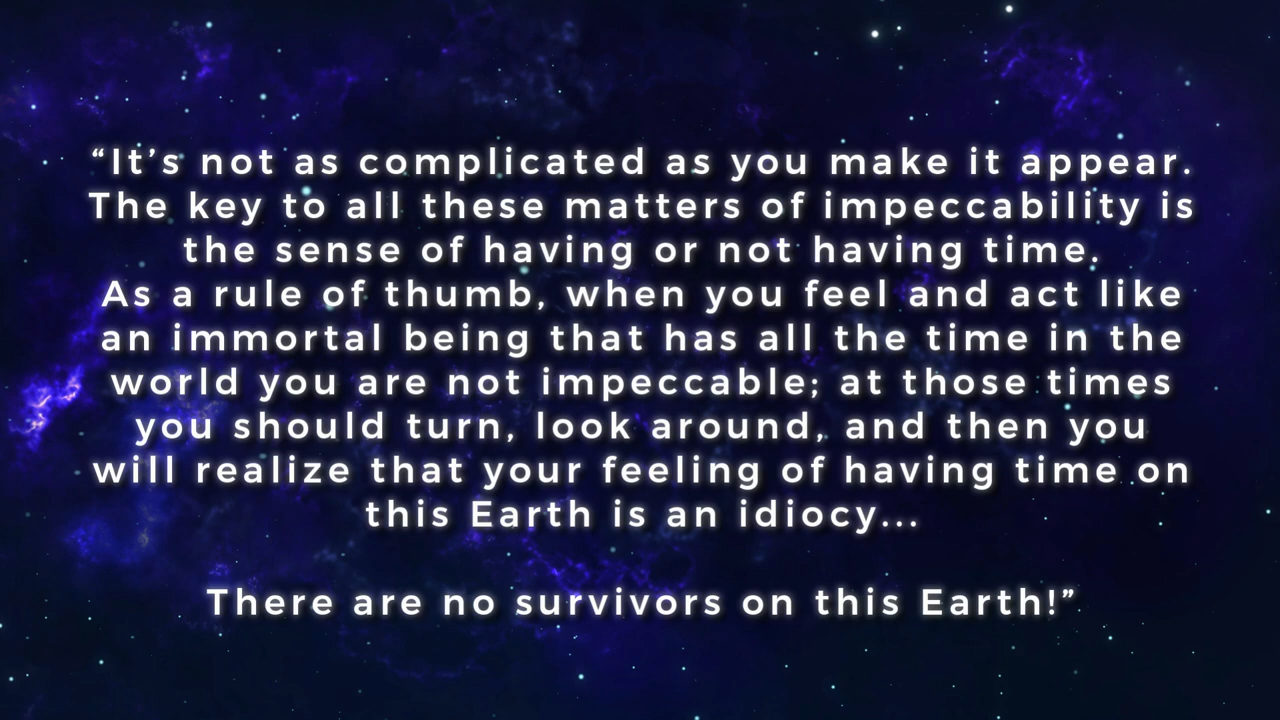 “It’s not as complicated as you make it appear.
The key to all these matters of impeccability is
the sense of having or not having time.
As a rule of thumb, when you feel and act like
an immortal being that has all the time in the
world you are not impeccable; at those times
you should turn, look around, and then you
will realize that your feeling of having time on
this Earth is an idiocy...
There are no survivors on this Earth!”